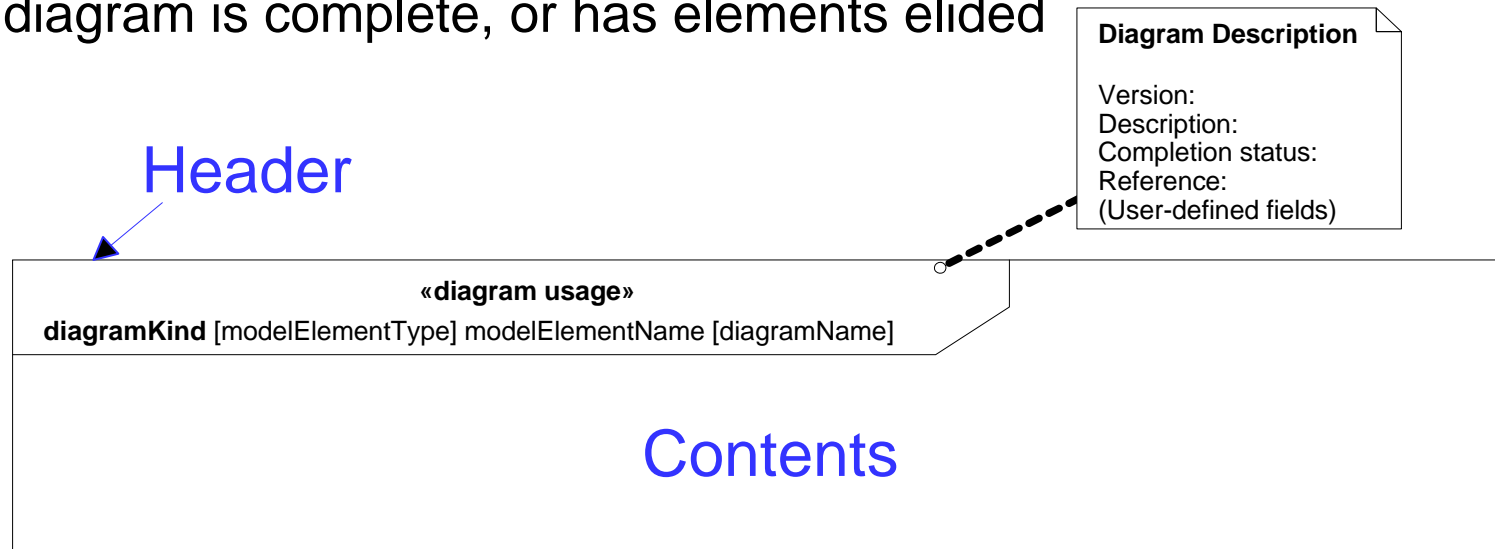 diagram is complete, or has elements elided
Diagram Description
Version:
Description:
Completion status:
Reference:
(User-defined fields)
Header
«diagram usage»
diagramKind [modelElementType] modelElementName [diagramName]
Contents